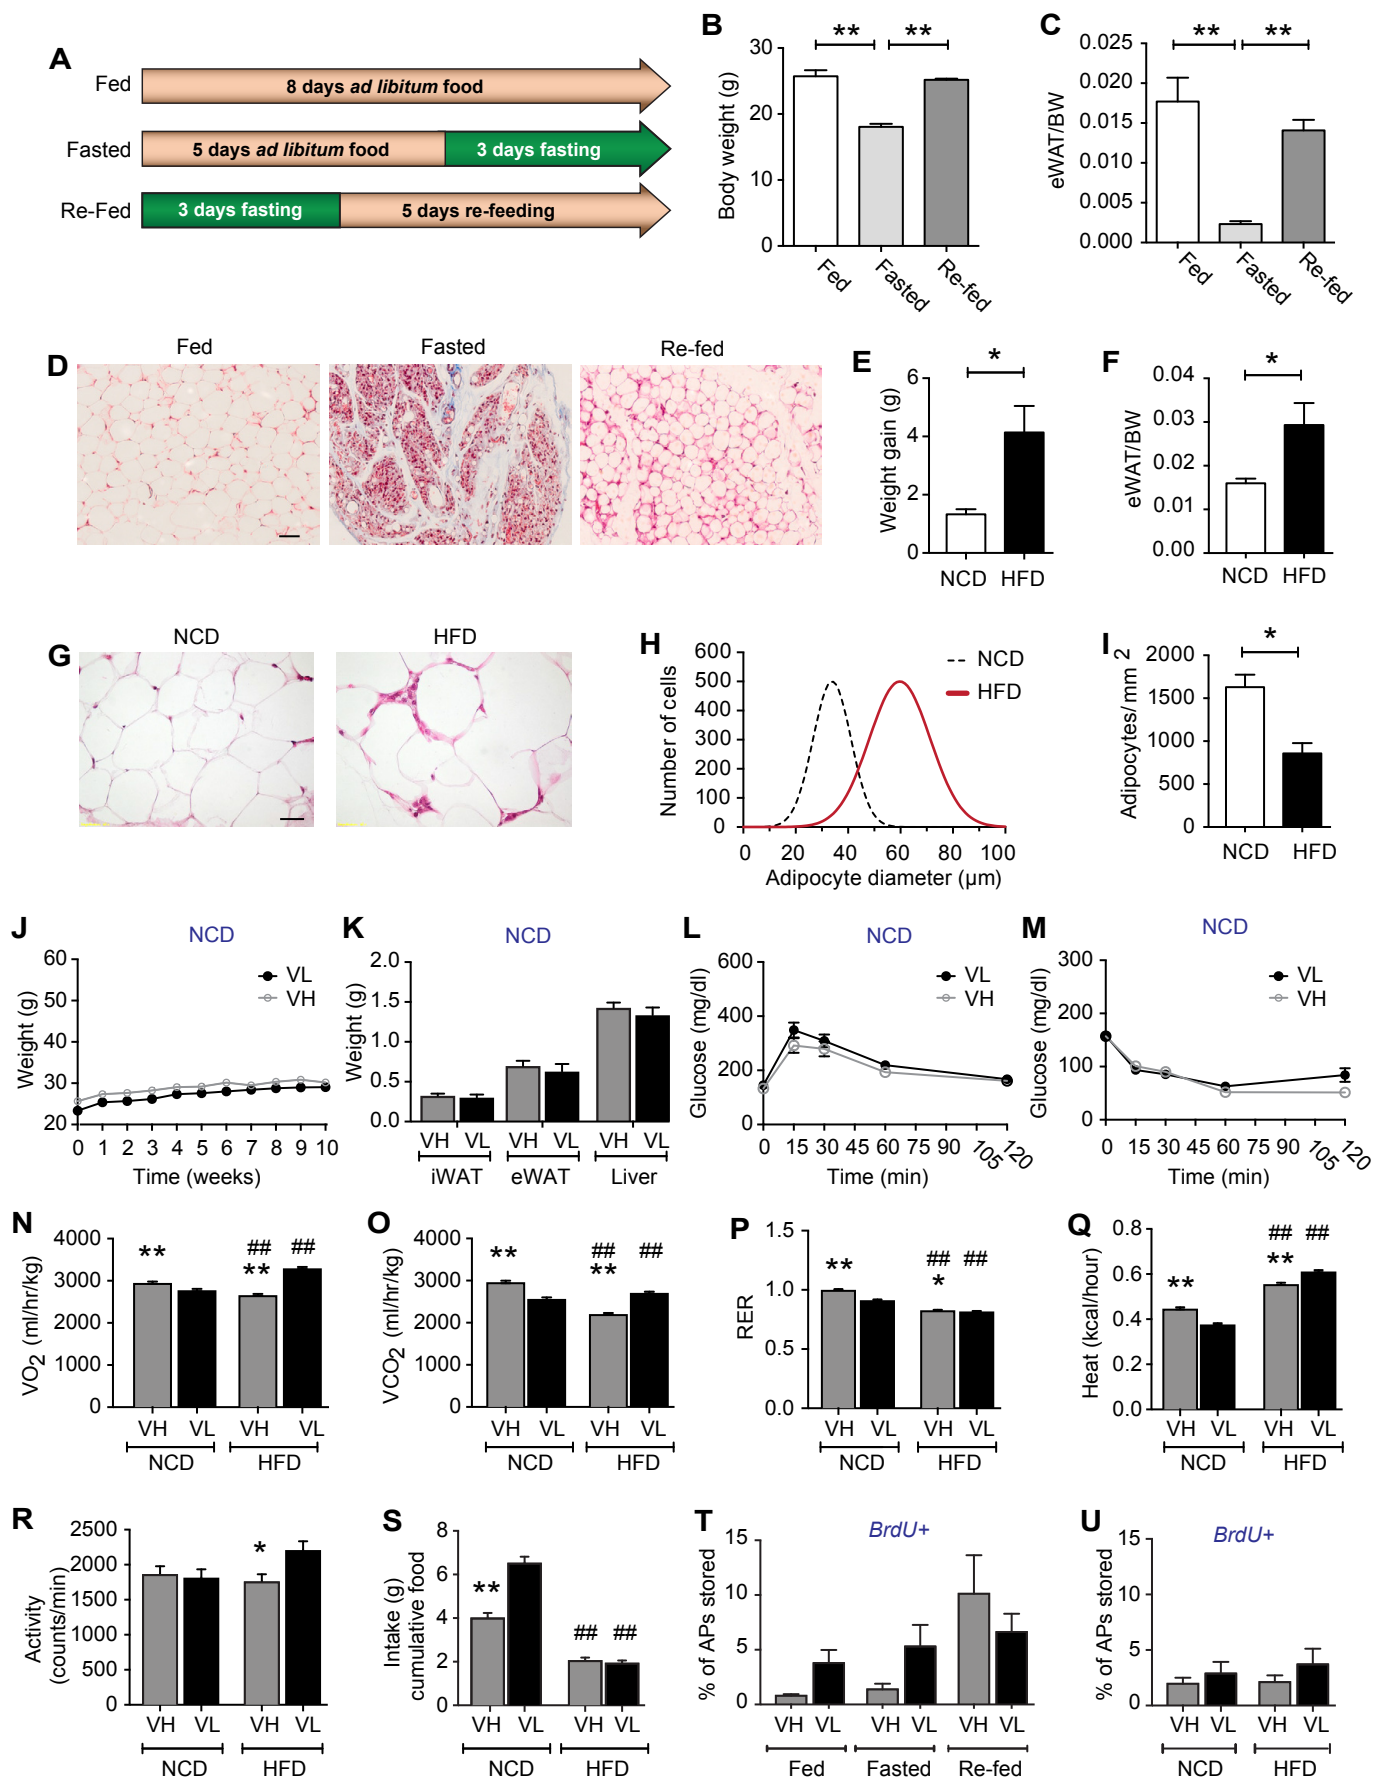 A
Fed
8 days ad libitum food
Fasted
5 days ad libitum food
3 days fasting
Re-Fed
3 days fasting
5 days re-feeding
B
**
**
Body weight (g)
30
20
10
0
Fed
Fasted
Re-fed
C
**
**
eWAT/BW
0.025
0.020
0.015
0.010
0.005
0.000
Fed
Fasted
Re-fed
D
Fed
Fasted
Re-fed
E
*
Weight gain (g)
6
4
2
0
NCD
HFD
F
*
eWAT/BW
0.04
0.03
0.02
0.01
0.00
NCD
HFD
G
NCD
HFD
H
Number of cells
600
500
400
300
200
100
0
NCD
HFD
0 20 40 60 80 100
Adipocyte diameter (µm)
I
*
Adipocytes/ mm2
2000
1500
1000
500
0
NCD
HFD
J
NCD
Weight (g)
60
50
40
30
20
VL
VH
0 1 2 3 4 5 6 7 8 9 10
Time (weeks)
K
NCD
Weight (g)
2.0
1.5
1.0
0.5
0.0
VH VL VH VL VH VL
iWAT eWAT Liver
L
NCD
Glucose (mg/dl)
600
400
200
0
VL
VH
0 15 30 45 60 75 90 105 120
Time (min)
M
NCD
Glucose (mg/dl)
300
200
100
0
VL
VH
0 15 30 45 60 75 90 105 120
Time (min)
N
VO2 (ml/hr/kg)
4000
3000
2000
1000
0
**
##
**
##
VH VL VH VL
NCD HFD
O
VCO2 (ml/hr/kg)
4000
3000
2000
1000
0
**
##
**
##
VH VL VH VL
NCD HFD
P
RER
1.5
1.0
0.5
0.0
**
##
*
##
VH VL VH VL
NCD HFD
Q
Heat (kcal/hour)
0.8
0.6
0.4
0.2
0.0
**
##
**
##
VH VL VH VL
NCD HFD
R
Activity
(counts/min)
2500
2000
1500
1000
500
0
*
VH VL VH VL
NCD HFD
S
Intake (g)
cumulative food
8
6
4
2
0
**
##
##
VH VL VH VL
NCD HFD
T
BrdU+
% of APs stored
15
10
5
0
VH VL VH VL VH VL
Fed Fasted Re-fed
U
BrdU+
% of APs stored
15
10
5
0
VH VL VH VL
NCD HFD